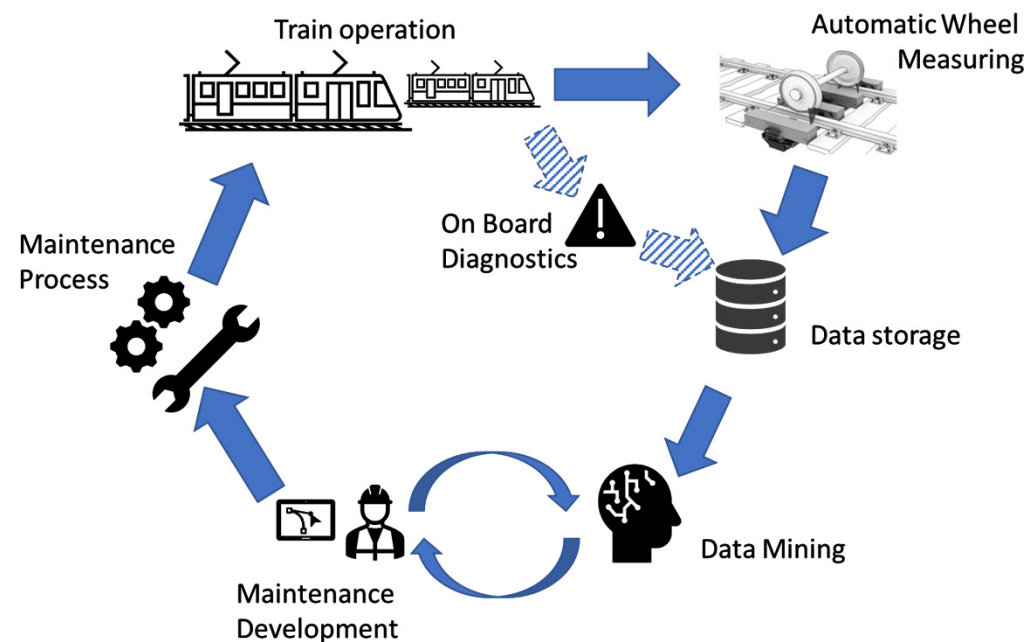 Train operation
Automatic Wheel
Measuring
On Board
Diagnostics
Maintenance
Process
Data storage
Data Mining
Maintenance
Development